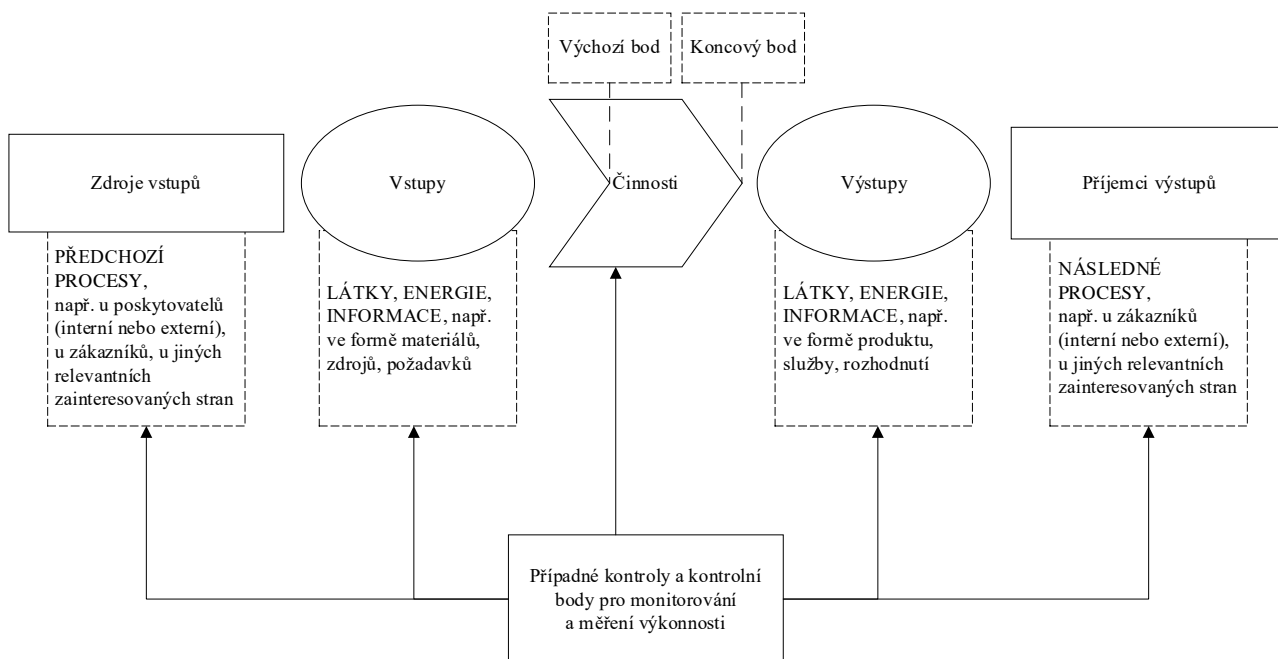 Výchozí bod
Koncový bod
Zdroje vstupů
Vstupy
Činnosti
Výstupy
Příjemci výstupů
PŘEDCHOZÍ
PROCESY,
např. u poskytovatelů
(interní nebo externí),
u zákazníků, u jiných
relevantních
zainteresovaných stran
LÁTKY, ENERGIE,
INFORMACE, např.
ve formě materiálů,
zdrojů, požadavků
LÁTKY, ENERGIE,
INFORMACE, např.
ve formě produktu,
služby, rozhodnutí
NÁSLEDNÉ
PROCESY,
např. u zákazníků
(interní nebo externí),
u jiných relevantních
zainteresovaných stran
Případné kontroly a kontrolní
body pro monitorování
a měření výkonnosti